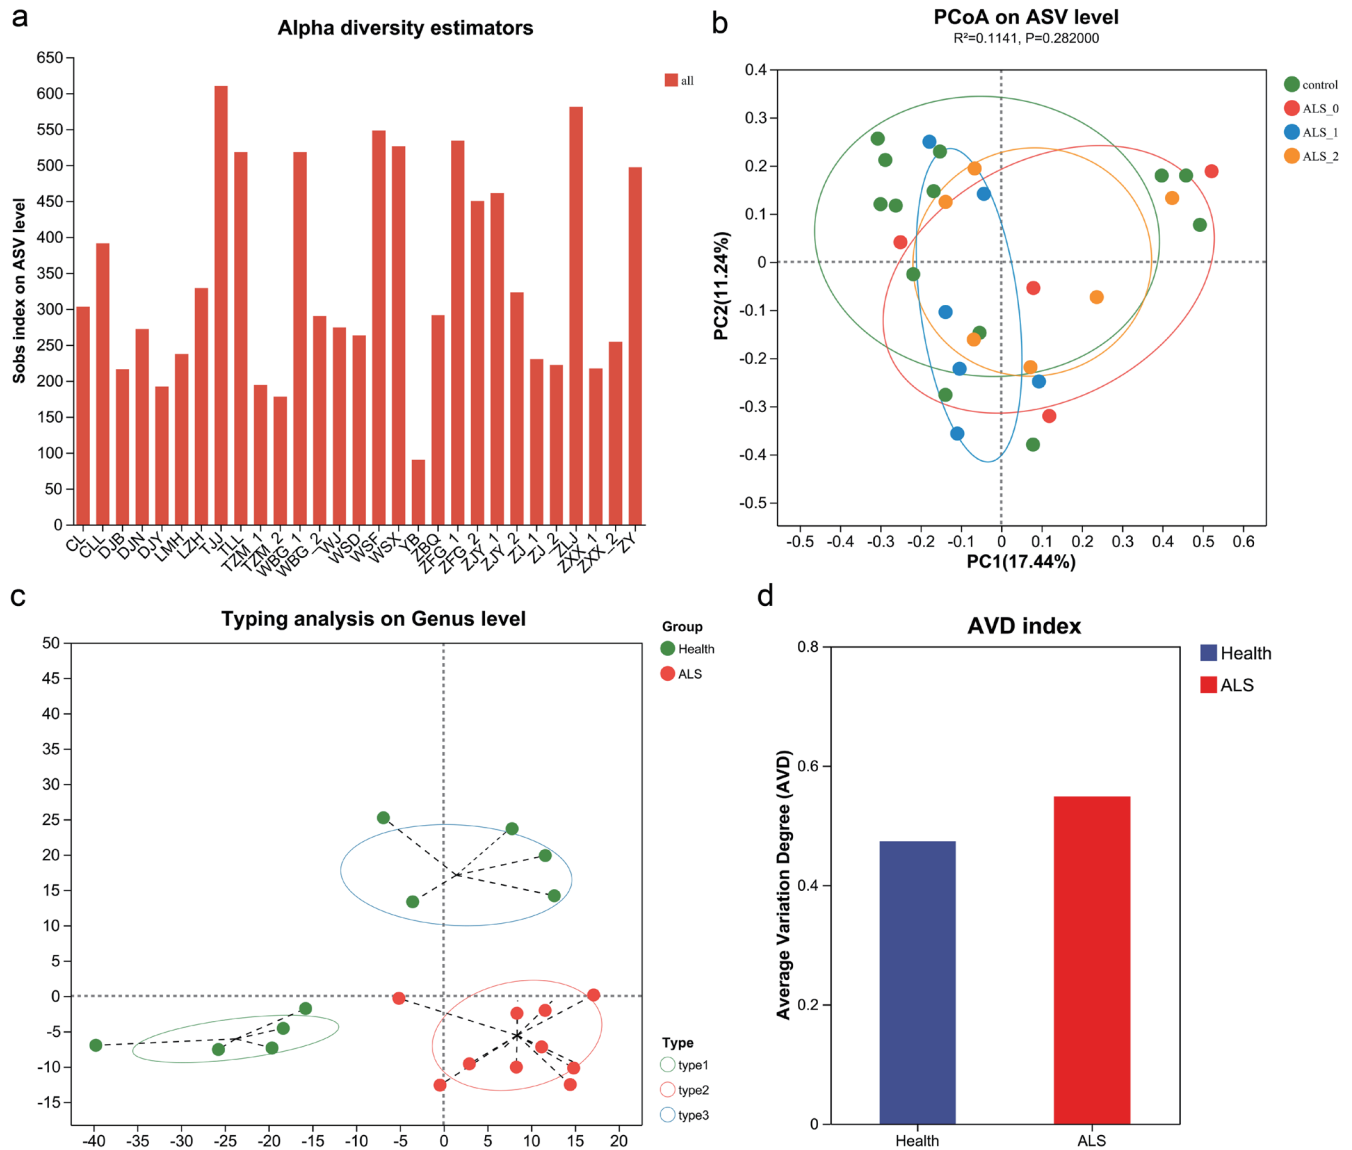 a
Alpha diversity estimators
650
600
550
500
450
400
350
300
250
200
150
100
50
0
Sobs index on ASV level
CL
CLL
DJB
DJN
DJY
LMH
LZH
TJJ
TLL
TZM_1
TZM_2
WBG_1
WBG_2
WJ
WSD
WSF
WSX
YB
ZBQ
ZFG_1
ZFG_2
ZJY_1
ZJY_2
ZJ_1
ZJ_2
ZLJ
ZXX_1
ZXX_2
ZY
all
b
PCoA on ASV level
R²=0.1141, P=0.282000
0.4
0.3
0.2
0.1
0
-0.1
-0.2
-0.3
-0.4
-0.5
PC2(11.24%)
-0.5 -0.4 -0.3 -0.2 -0.1 0 0.1 0.2 0.3 0.4 0.5 0.6
PC1(17.44%)
control
ALS_0
ALS_1
ALS_2
c
Typing analysis on Genus level
50
45
40
35
30
25
20
15
10
5
0
-5
-10
-15
-40 -35 -30 -25 -20 -15 -10 -5 0 5 10 15 20
Group
Health
ALS
Type
type1
type2
type3
d
AVD index
0.8
0.6
0.4
0.2
0
Average Variation Degree (AVD)
Health ALS
Health
ALS